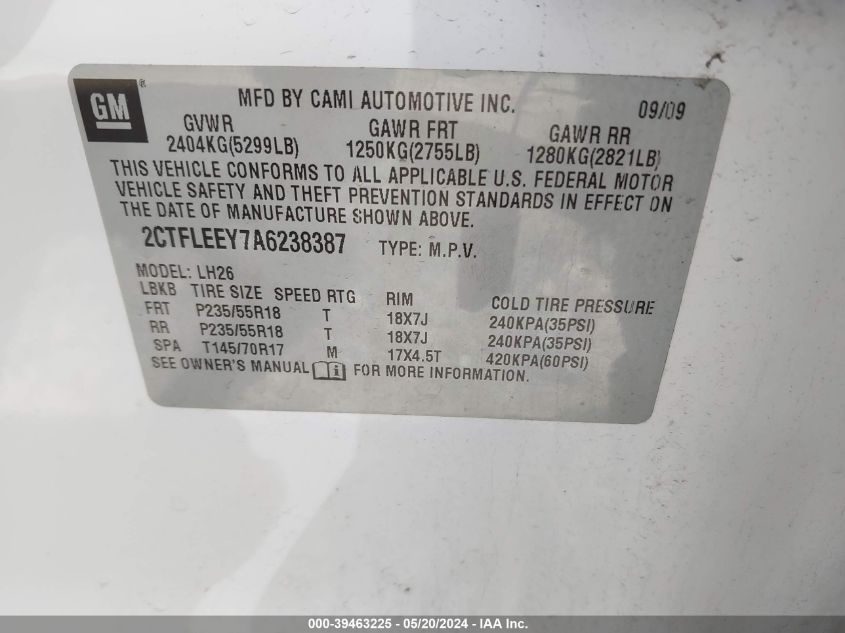 GM®
MFD BY CAMI AUTOMOTIVE INC. 09/09
GVWR GAWR FRT GAWR RR
2404KG(5299LB) 1250KG(2755LB) 1280KG(2821LB)
THIS VEHICLE CONFORMS TO ALL APPLICABLE U.S. FEDERAL MOTOR
VEHICLE SAFETY AND THEFT PREVENTION STANDARDS IN EFFECT ON
THE DATE OF MANUFACTURE SHOWN ABOVE.
2CTFLEEY7A6238387 TYPE: M.P.V.
MODEL: LH26
LBKB TIRE SIZE SPEED RTG RIM COLD TIRE PRESSURE
FRT P235/55R18 T 18X7J 240KPA(35PSI)
RR P235/55R18 T 18X7J 240KPA(35PSI)
SPA T145/70R17 M 17X4.5T 420KPA(60PSI)
SEE OWNER'S MANUAL FOR MORE INFORMATION.
000-39463225 - 05/20/2024 - IAA Inc.